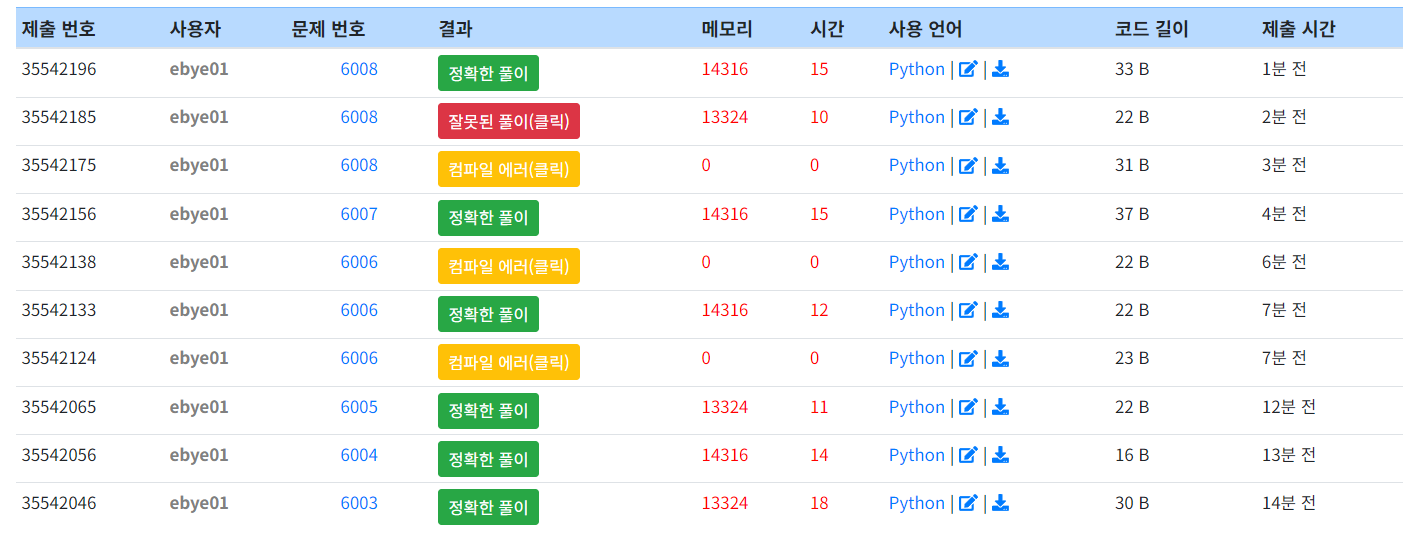 제출 번호 사용자 문제 번호 결과 메모리 시간 사용 언어 코드 길이 제출 시간
35542196 ebye01 6008 정확한 풀이 14316 15 Python | | 33 B 1분 전
35542185 ebye01 6008 잘못된 풀이(클릭) 13324 10 Python | | 22 B 2분 전
35542175 ebye01 6008 컴파일 에러(클릭) 0 0 Python | | 31 B 3분 전
35542156 ebye01 6007 정확한 풀이 14316 15 Python | | 37 B 4분 전
35542138 ebye01 6006 컴파일 에러(클릭) 0 0 Python | | 22 B 6분 전
35542133 ebye01 6006 정확한 풀이 14316 12 Python | | 22 B 7분 전
35542124 ebye01 6006 컴파일 에러(클릭) 0 0 Python | | 23 B 7분 전
35542065 ebye01 6005 정확한 풀이 13324 11 Python | | 22 B 12분 전
35542056 ebye01 6004 정확한 풀이 14316 14 Python | | 16 B 13분 전
35542046 ebye01 6003 정확한 풀이 13324 18 Python | | 30 B 14분 전